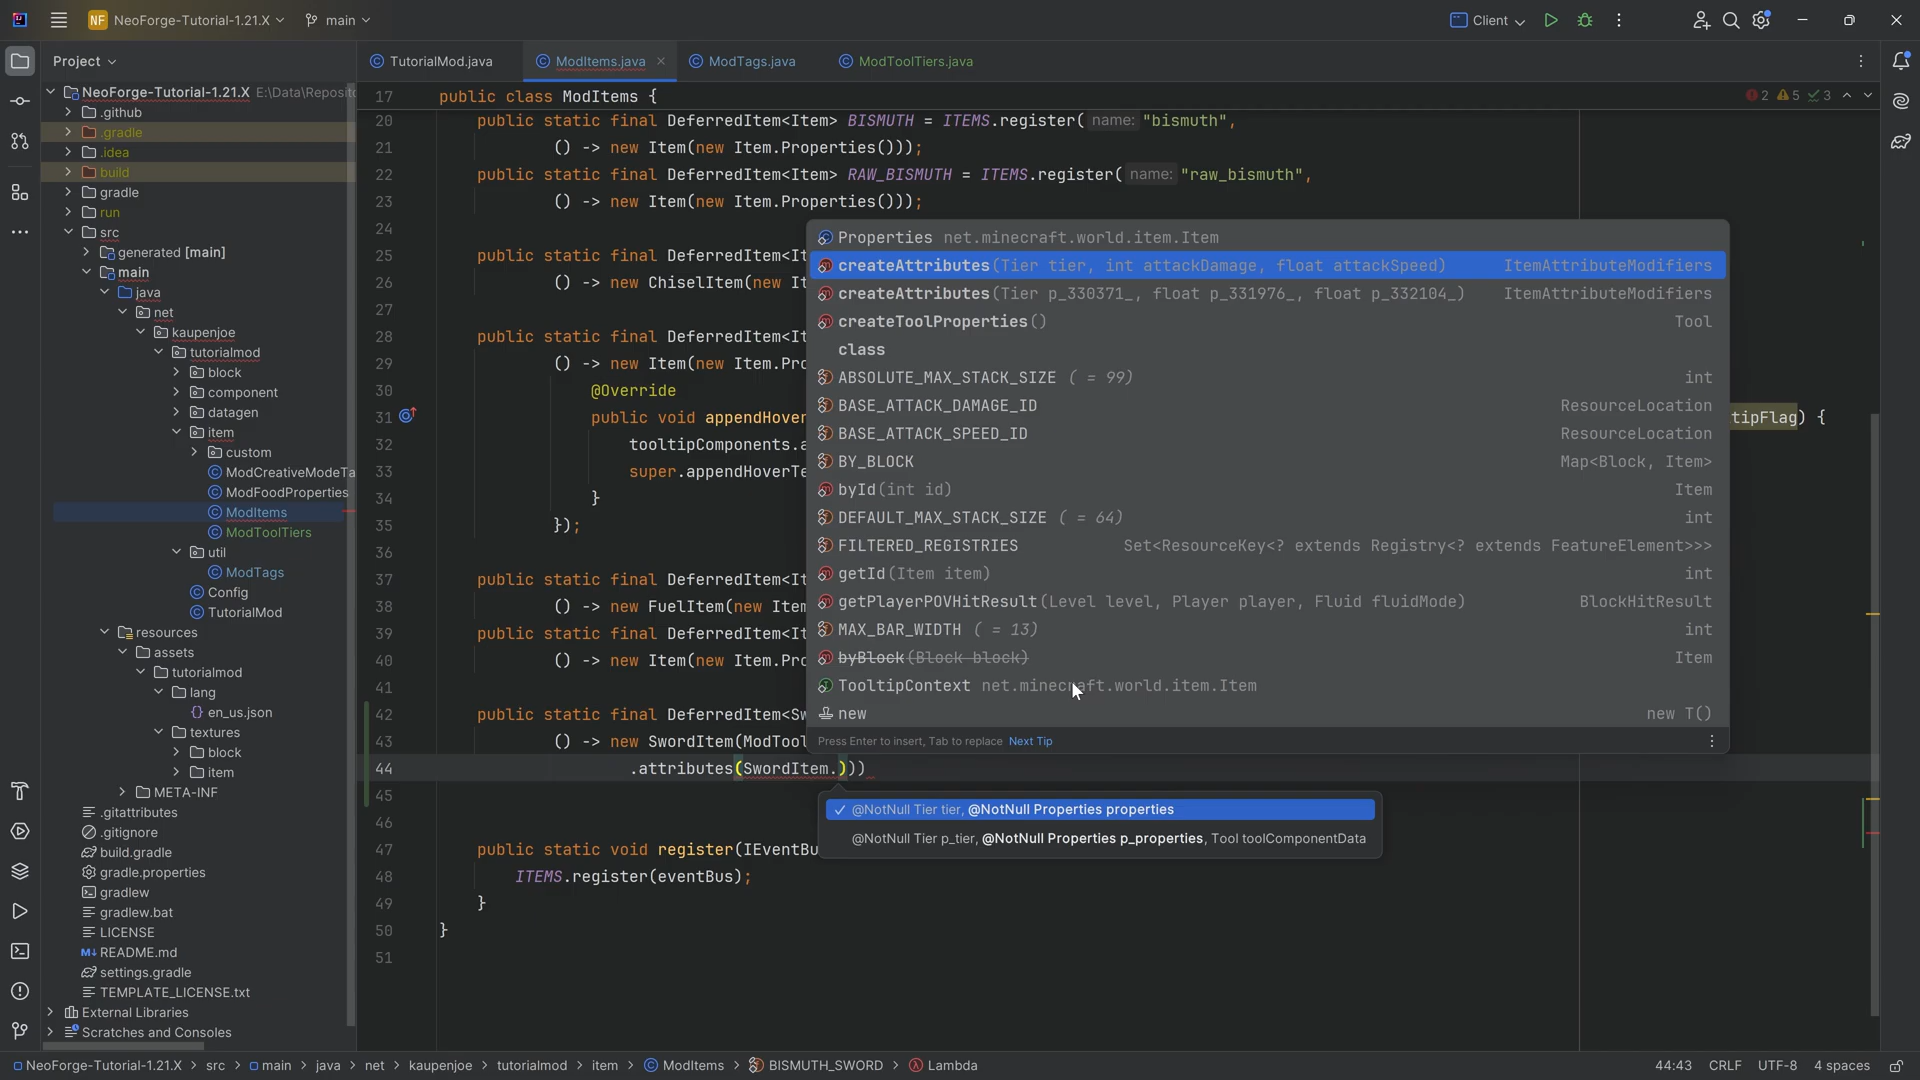 NF NeoForge-Tutorial-1.21.X main Client
Project
TutorialMod.java ModItems.java ModTags.java ModToolTiers.java
NeoForge-Tutorial-1.21.X E:\Data\Reposit
.github
.gradle
.idea
build
gradle
run
src
generated [main]
main
java
net
kaupenjoe
tutorialmod
block
component
datagen
item
custom
ModCreativeModeTa
ModFoodProperties
ModItems
ModToolTiers
util
ModTags
Config
TutorialMod
resources
assets
tutorialmod
lang
en_us.json
textures
block
item
META-INF
.gitattributes
.gitignore
build.gradle
gradle.properties
gradlew
gradlew.bat
LICENSE
README.md
settings.gradle
TEMPLATE_LICENSE.txt
External Libraries
Scratches and Consoles
17 public class ModItems { 2 5 3
20 public static final DeferredItem<Item> BISMUTH = ITEMS.register( name: "bismuth",
21 () -> new Item(new Item.Properties()));
22 public static final DeferredItem<Item> RAW_BISMUTH = ITEMS.register( name: "raw_bismuth",
23 () -> new Item(new Item.Properties()));
24
25 public static final DeferredItem<It
26 () -> new ChiselItem(new It
27
28 public static final DeferredItem<It
29 () -> new Item(new Item.Pro
30 @Override
31 public void appendHover tipFlag) {
32 tooltipComponents.a
33 super.appendHoverTe
34 }
35 });
36
37 public static final DeferredItem<It
38 () -> new FuelItem(new Item
39 public static final DeferredItem<It
40 () -> new Item(new Item.Pro
41
42 public static final DeferredItem<Sw
43 () -> new SwordItem(ModTool
44 .attributes(SwordItem.)))
45
46
47 public static void register(IEventBu
48 ITEMS.register(eventBus);
49 }
50 }
51
Properties net.minecraft.world.item.Item
createAttributes(Tier tier, int attackDamage, float attackSpeed) ItemAttributeModifiers
createAttributes(Tier p_330371_, float p_331976_, float p_332104_) ItemAttributeModifiers
createToolProperties() Tool
class
ABSOLUTE_MAX_STACK_SIZE ( = 99) int
BASE_ATTACK_DAMAGE_ID ResourceLocation
BASE_ATTACK_SPEED_ID ResourceLocation
BY_BLOCK Map<Block, Item>
byId(int id) Item
DEFAULT_MAX_STACK_SIZE ( = 64) int
FILTERED_REGISTRIES Set<ResourceKey<? extends Registry<? extends FeatureElement>>>
getId(Item item) int
getPlayerPOVHitResult(Level level, Player player, Fluid fluidMode) BlockHitResult
MAX_BAR_WIDTH ( = 13) int
byBlock(Block block) Item
TooltipContext net.minecraft.world.item.Item
new new T()
Press Enter to insert, Tab to replace Next Tip
@NotNull Tier tier, @NotNull Properties properties
@NotNull Tier p_tier, @NotNull Properties p_properties, Tool toolComponentData
NeoForge-Tutorial-1.21.X > src > main > java > net > kaupenjoe > tutorialmod > item > ModItems > BISMUTH_SWORD > Lambda 44:43 CRLF UTF-8 4 spaces